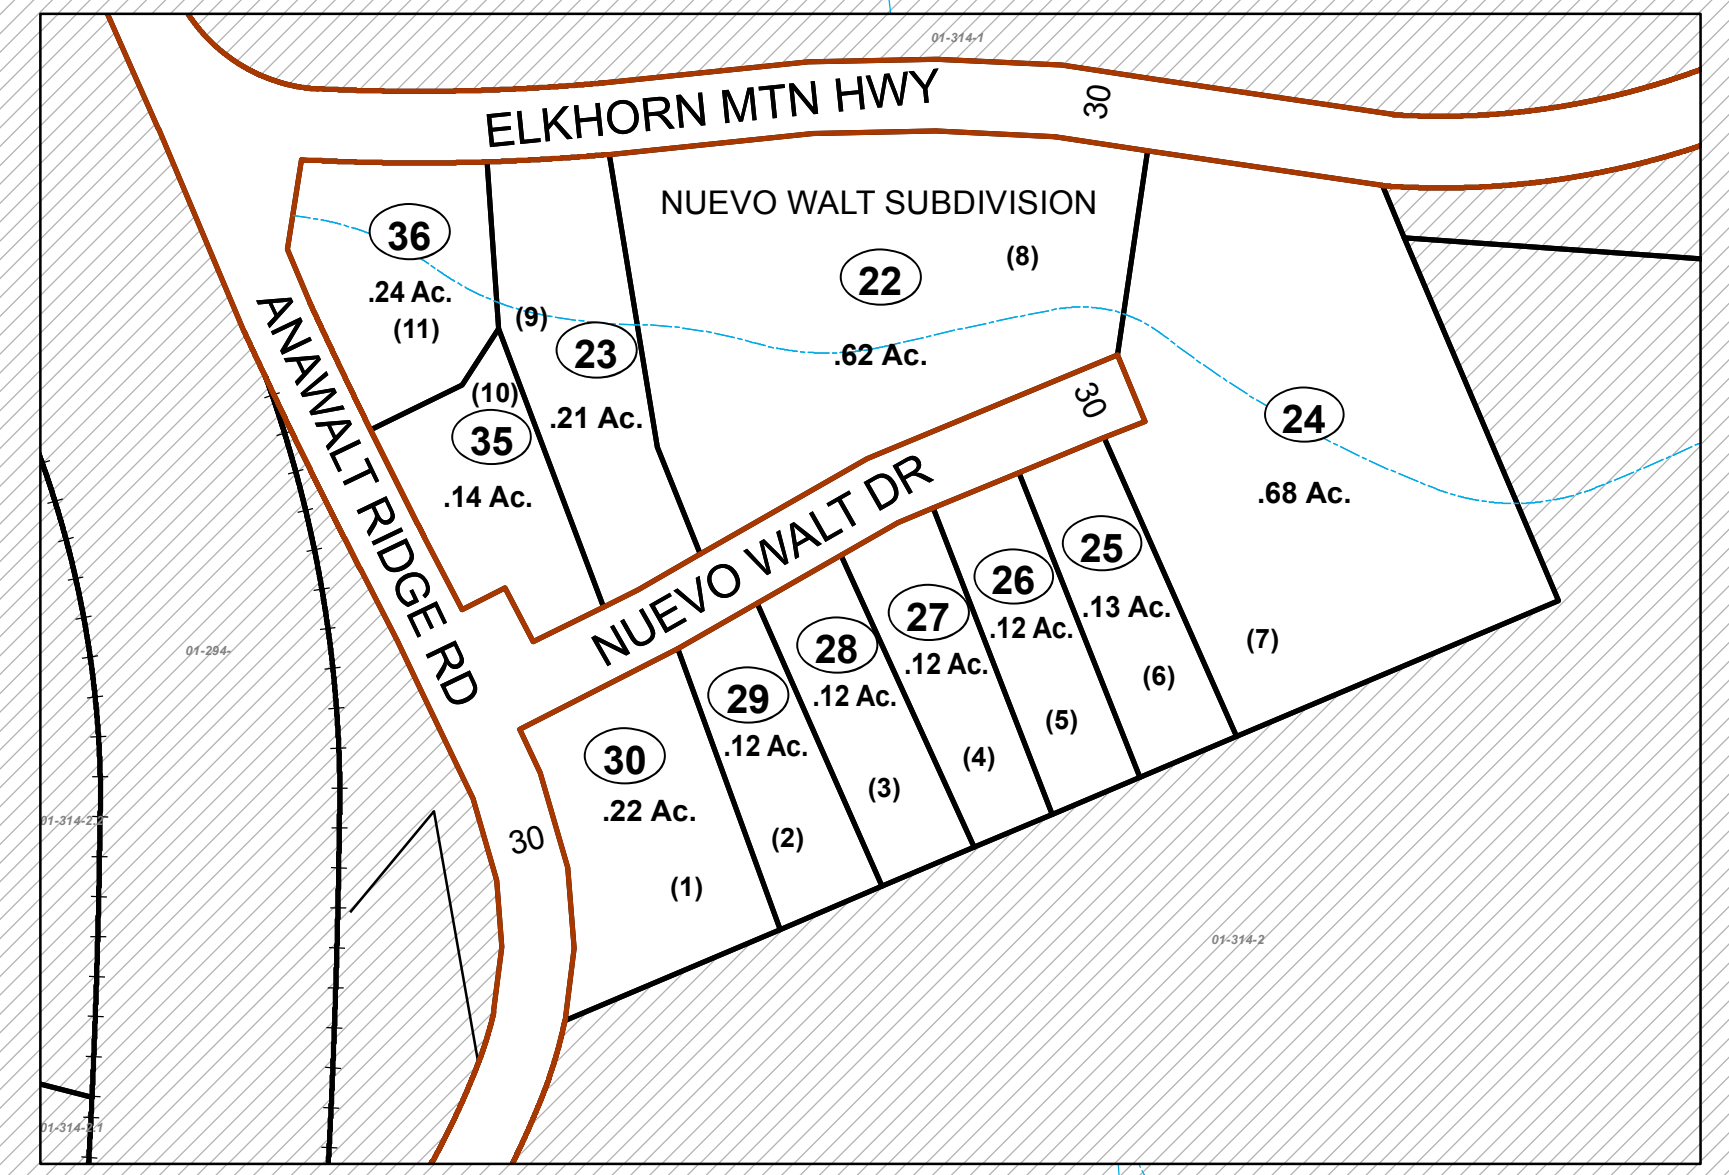 01-314-1
ELKHORN MTN HWY
30
NUEVO WALT SUBDIVISION
36
.24 Ac.
(11)
(9)
23
.21 Ac.
22
(8)
.62 Ac.
(10)
35
.14 Ac.
ANAWALT RIDGE RD
30
24
.68 Ac.
(7)
NUEVO WALT DR
25
.13 Ac.
(6)
26
.12 Ac.
(5)
27
.12 Ac.
(4)
28
.12 Ac.
(3)
29
.12 Ac.
(2)
30
.22 Ac.
(1)
30
01-294-
01-314-2.2
01-314-2
01-314-2.1